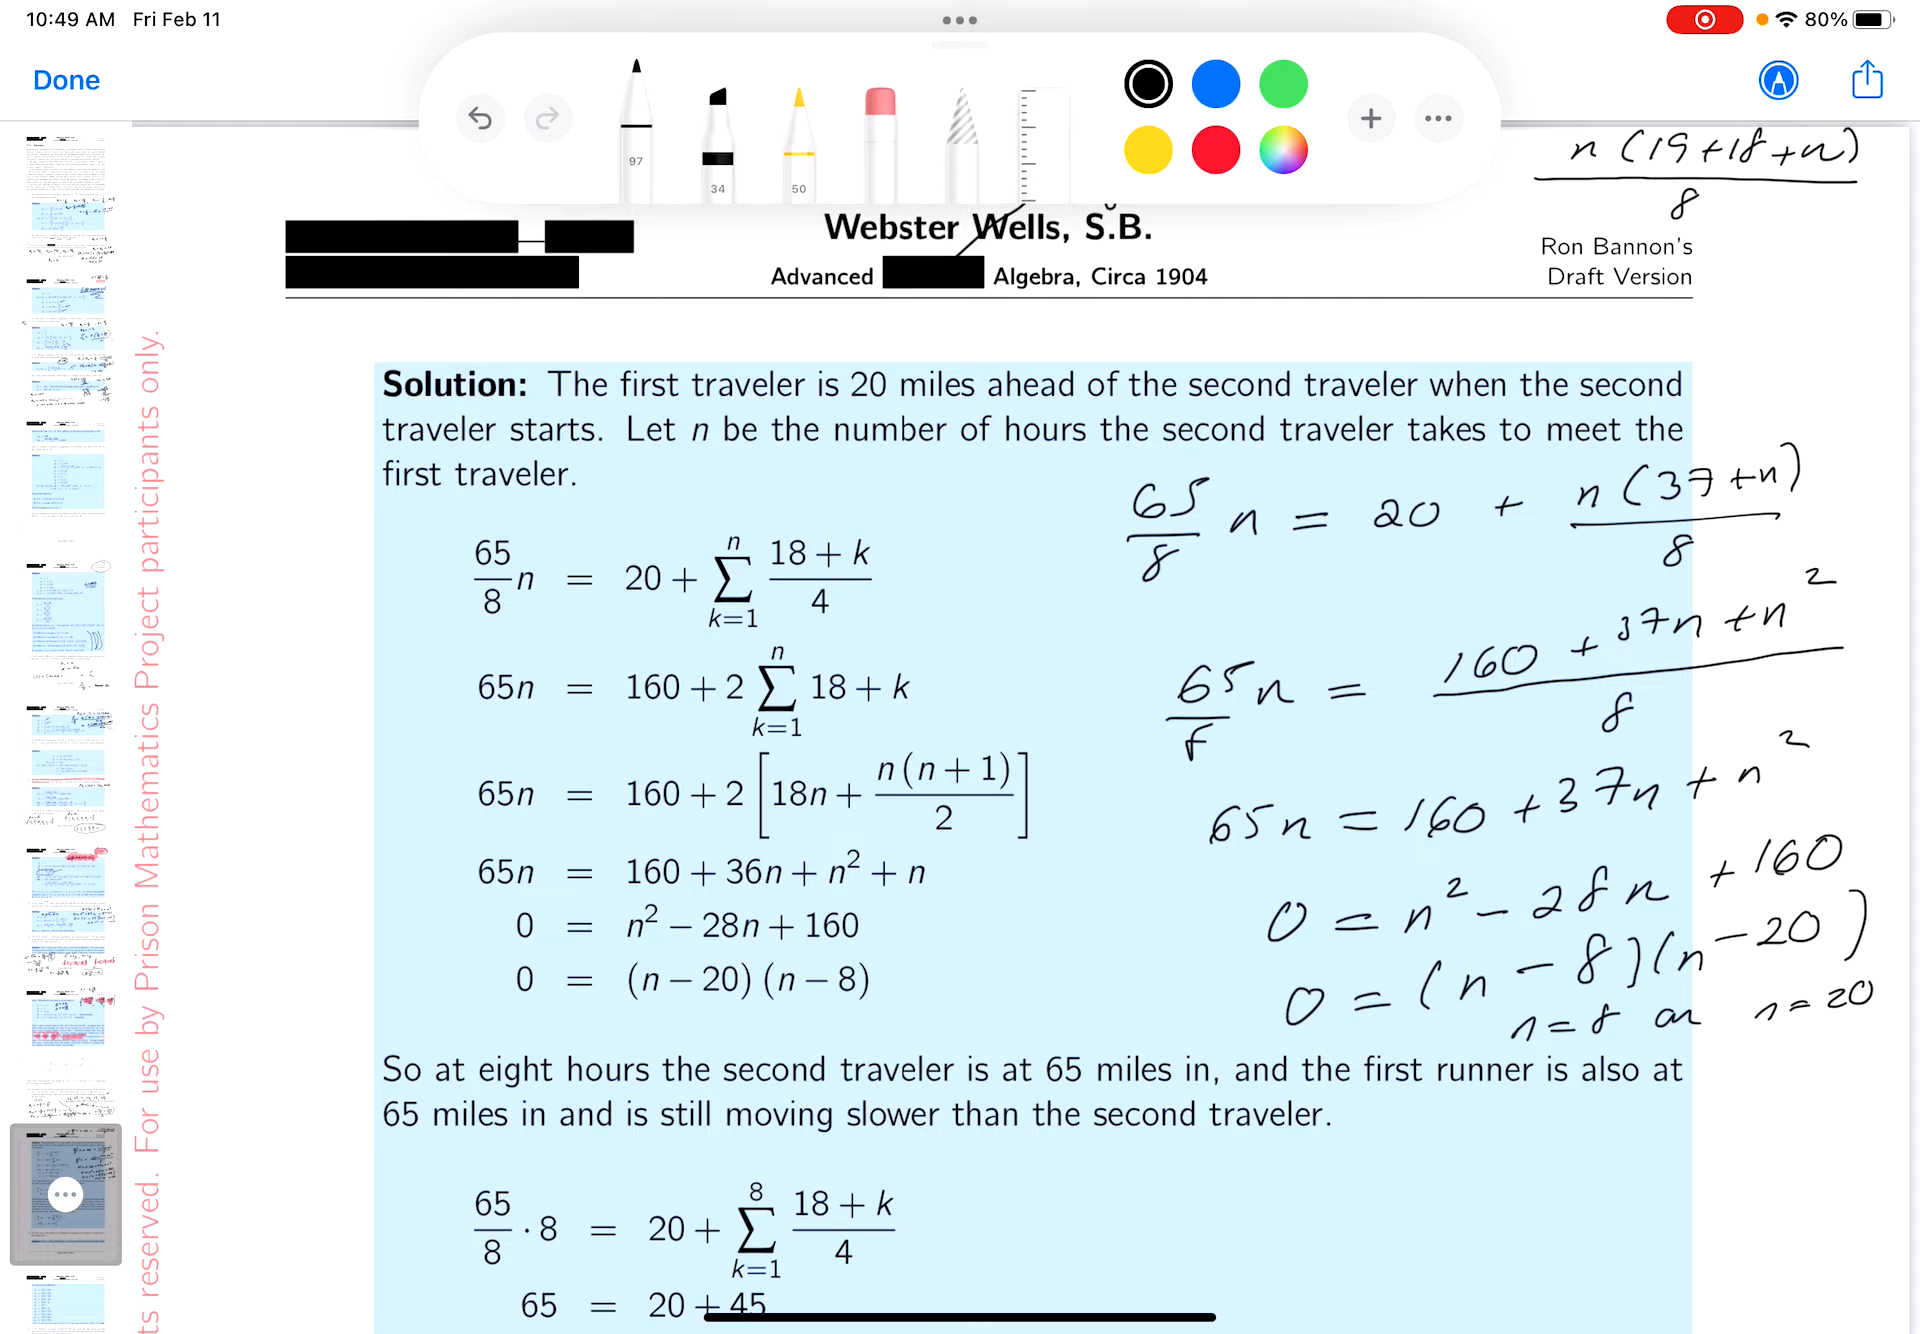 10:49 AM Fri Feb 11
80%
Done
97
34
50
n (19+18+n)
8
Webster Wells, S.B.
Advanced Algebra, Circa 1904
Ron Bannon's
Draft Version
ts reserved. For use by Prison Mathematics Project participants only.
Solution: The first traveler is 20 miles ahead of the second traveler when the second
traveler starts. Let n be the number of hours the second traveler takes to meet the
first traveler.
65/8 n = 20 + ∑_{k=1}^{n} (18 + k)/4
65n = 160 + 2 ∑_{k=1}^{n} 18 + k
65n = 160 + 2 [18n + n(n + 1)/2]
65n = 160 + 36n + n² + n
0 = n² − 28n + 160
0 = (n − 20) (n − 8)
65/8 n = 20 + n(37+n)/8
65/8 n = (160 + 37n + n²)/8
65n = 160 + 37n + n²
0 = n² − 28n + 160
0 = (n − 8)(n − 20)
n = 8 or n = 20
So at eight hours the second traveler is at 65 miles in, and the first runner is also at
65 miles in and is still moving slower than the second traveler.
65/8 · 8 = 20 + ∑_{k=1}^{8} (18 + k)/4
65 = 20 + 45